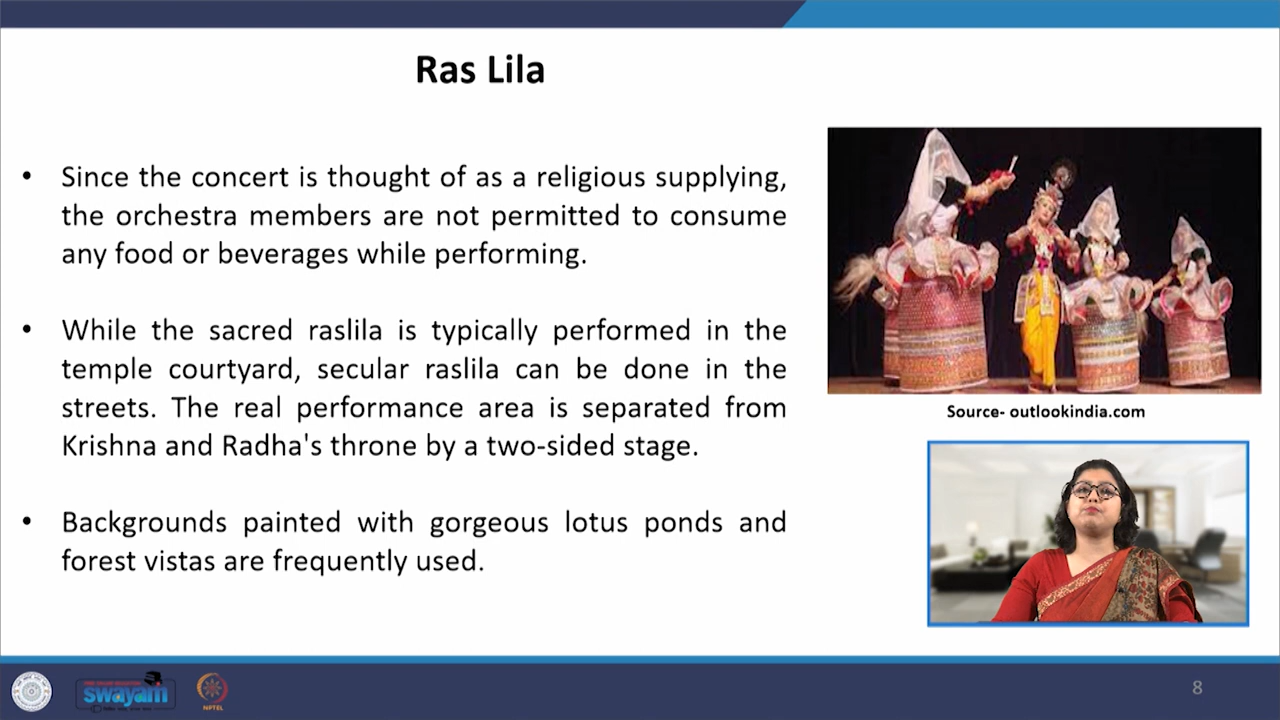 Ras Lila
• Since the concert is thought of as a religious supplying,
the orchestra members are not permitted to consume
any food or beverages while performing.
• While the sacred raslila is typically performed in the
temple courtyard, secular raslila can be done in the
streets. The real performance area is separated from
Krishna and Radha's throne by a two-sided stage.
• Backgrounds painted with gorgeous lotus ponds and
forest vistas are frequently used.
Source- outlookindia.com
swayam
NPTEL
8